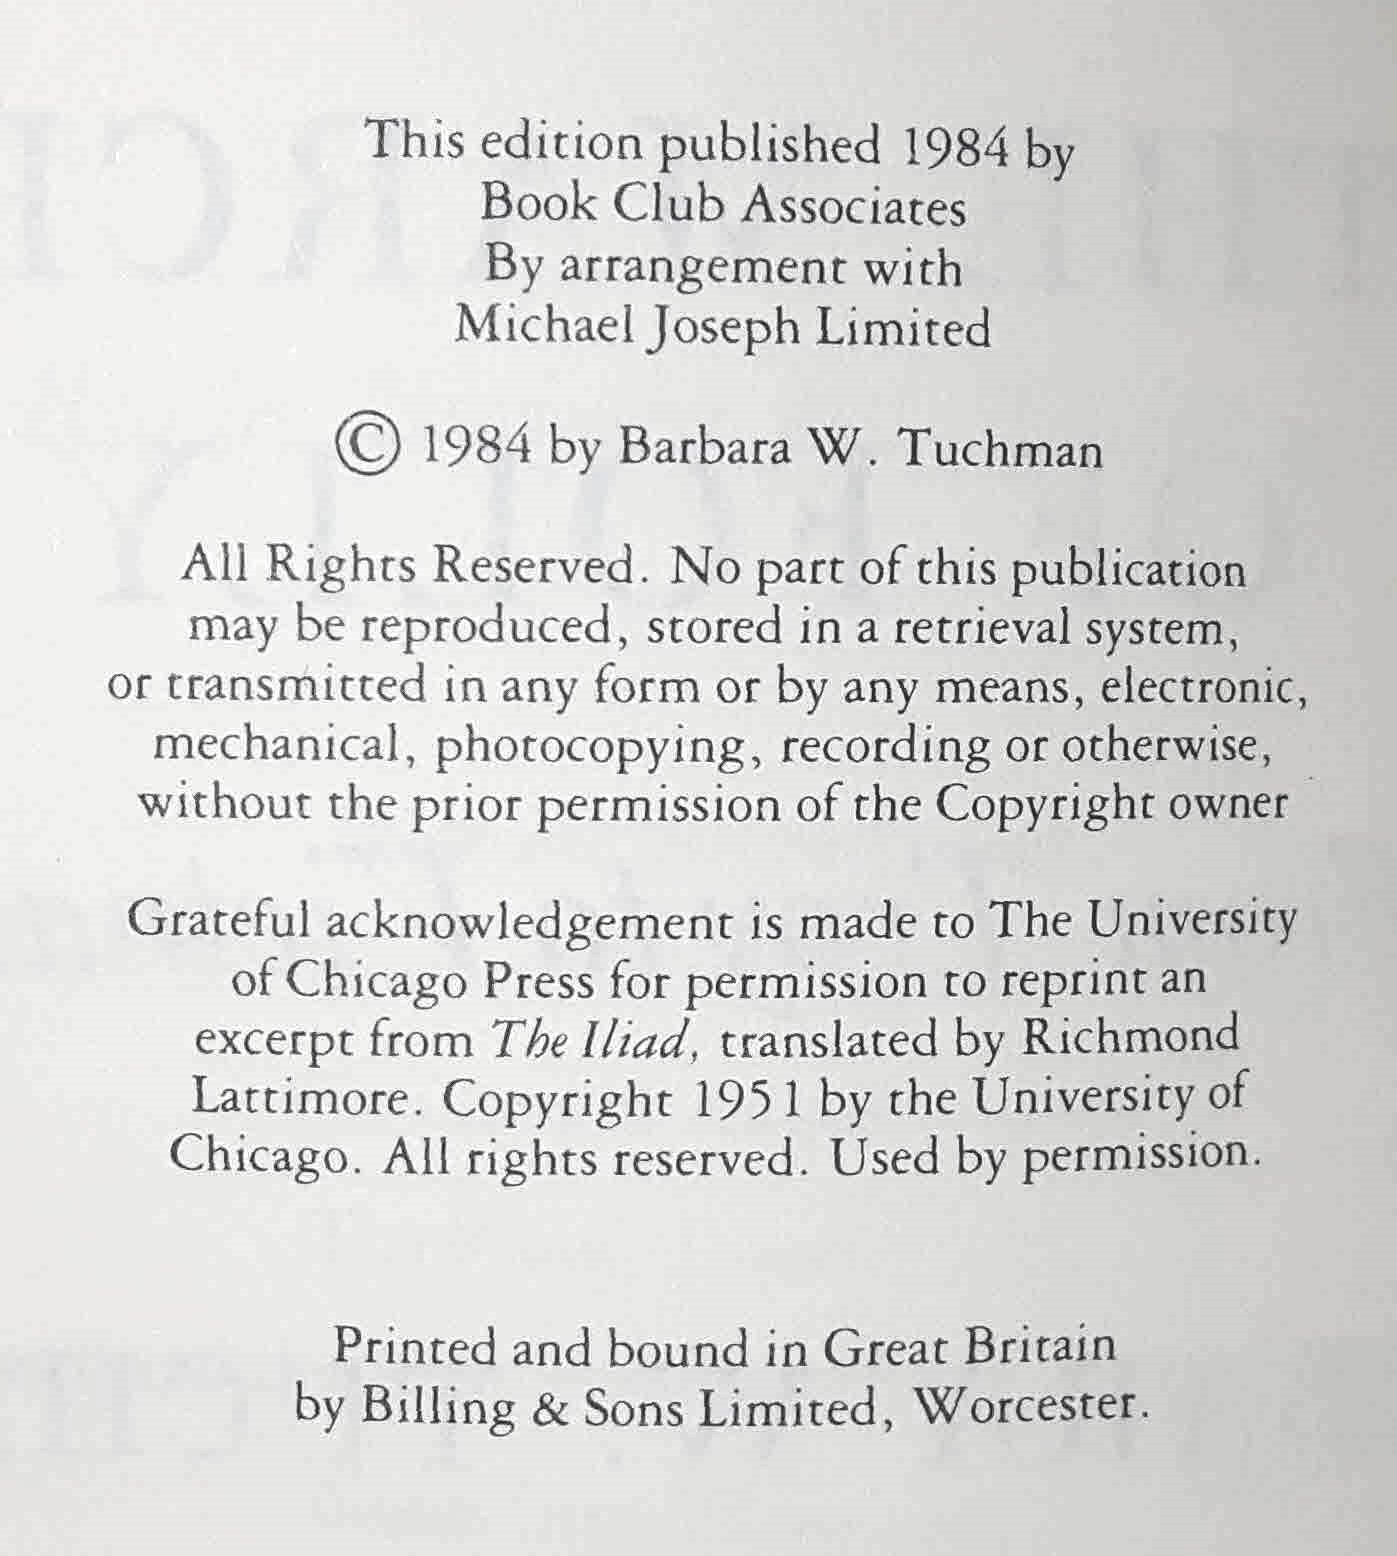 This edition published 1984 by
Book Club Associates
By arrangement with
Michael Joseph Limited
© 1984 by Barbara W. Tuchman
All Rights Reserved. No part of this publication
may be reproduced, stored in a retrieval system,
or transmitted in any form or by any means, electronic,
mechanical, photocopying, recording or otherwise,
without the prior permission of the Copyright owner
Grateful acknowledgement is made to The University
of Chicago Press for permission to reprint an
excerpt from The Iliad, translated by Richmond
Lattimore. Copyright 1951 by the University of
Chicago. All rights reserved. Used by permission.
Printed and bound in Great Britain
by Billing & Sons Limited, Worcester.